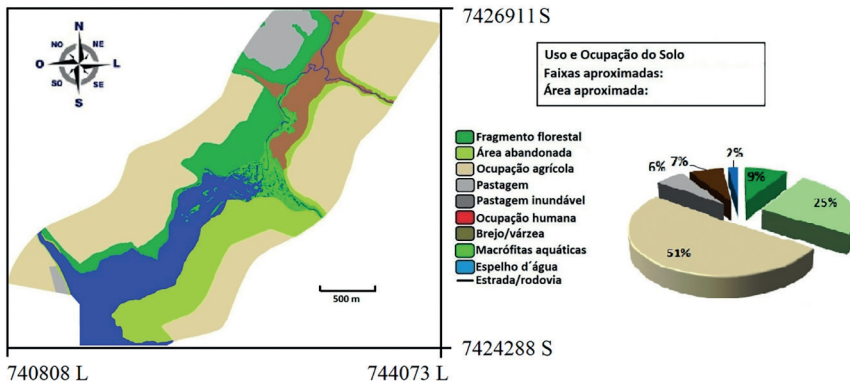 7426911 S
N
NO NE
O L
SO SE
S
Uso e Ocupação do Solo
Faixas aproximadas:
Área aproximada:
Fragmento florestal
Área abandonada
Ocupação agrícola
Pastagem
Pastagem inundável
Ocupação humana
Brejo/várzea
Macrófitas aquáticas
Espelho d´água
Estrada/rodovia
6%
7%
2%
9%
25%
51%
500 m
7424288 S
740808 L
744073 L